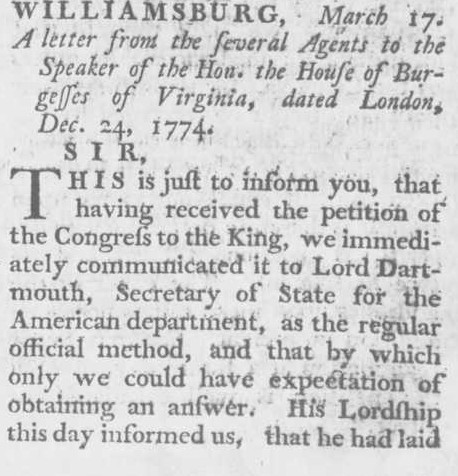 WILLIAMSBURG, March 17.
A letter from the ſeveral Agents to the
Speaker of the Hon. the Houſe of Bur-
geſſes of Virginia, dated London,
Dec. 24, 1774.
SIR,
THIS is juſt to inform you, that
having received the petition of
the Congreſs to the King, we immedi-
ately communicated it to Lord Dart-
mouth, Secretary of State for the
American department, as the regular
official method, and that by which
only we could have expectation of
obtaining an anſwer. His Lordſhip
this day informed us, that he had laid